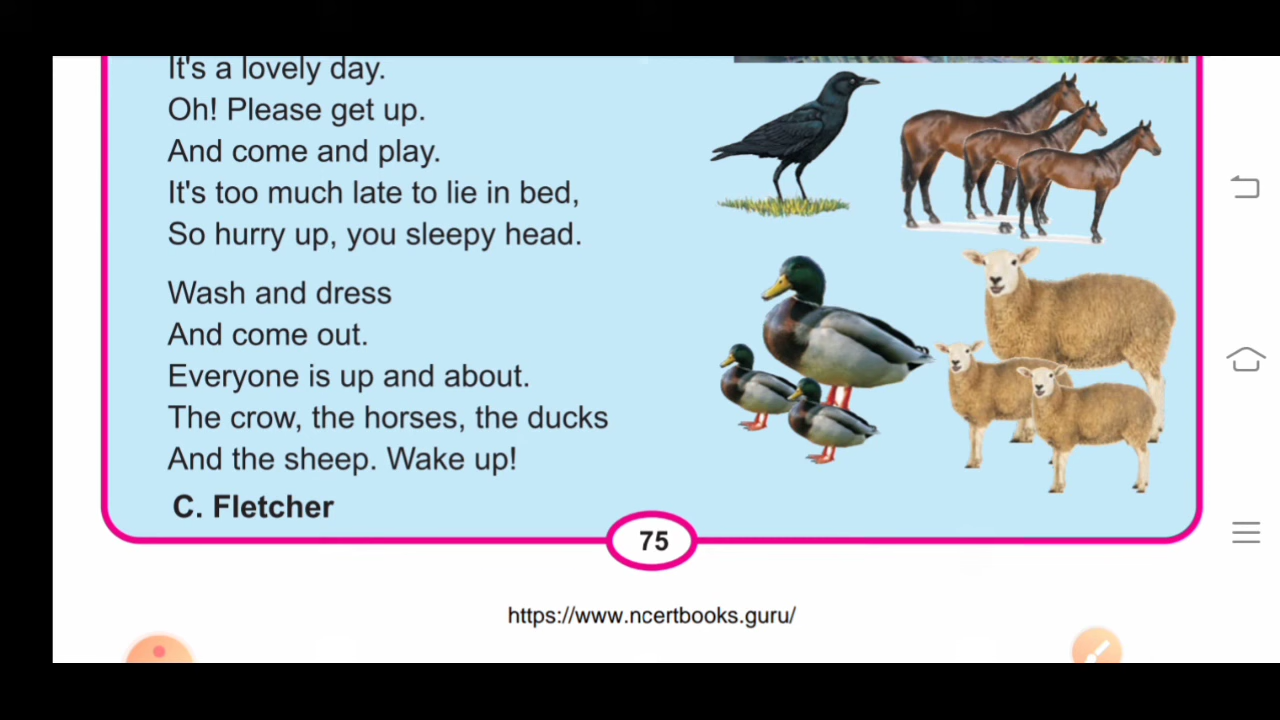 It's a lovely day.
Oh! Please get up.
And come and play.
It's too much late to lie in bed,
So hurry up, you sleepy head.
Wash and dress
And come out.
Everyone is up and about.
The crow, the horses, the ducks
And the sheep. Wake up!
C. Fletcher
75
https://www.ncertbooks.guru/